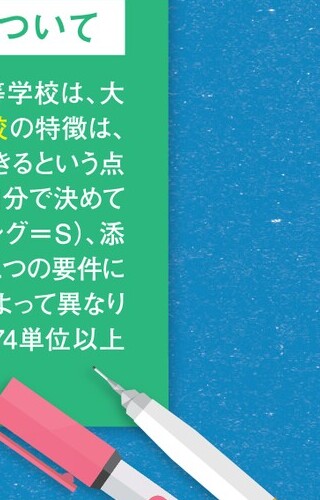 ついて
等学校は、大
校の特徴は、
きるという点
分で決めて
ング＝S）、添
つの要件に
よって異なり
74単位以上